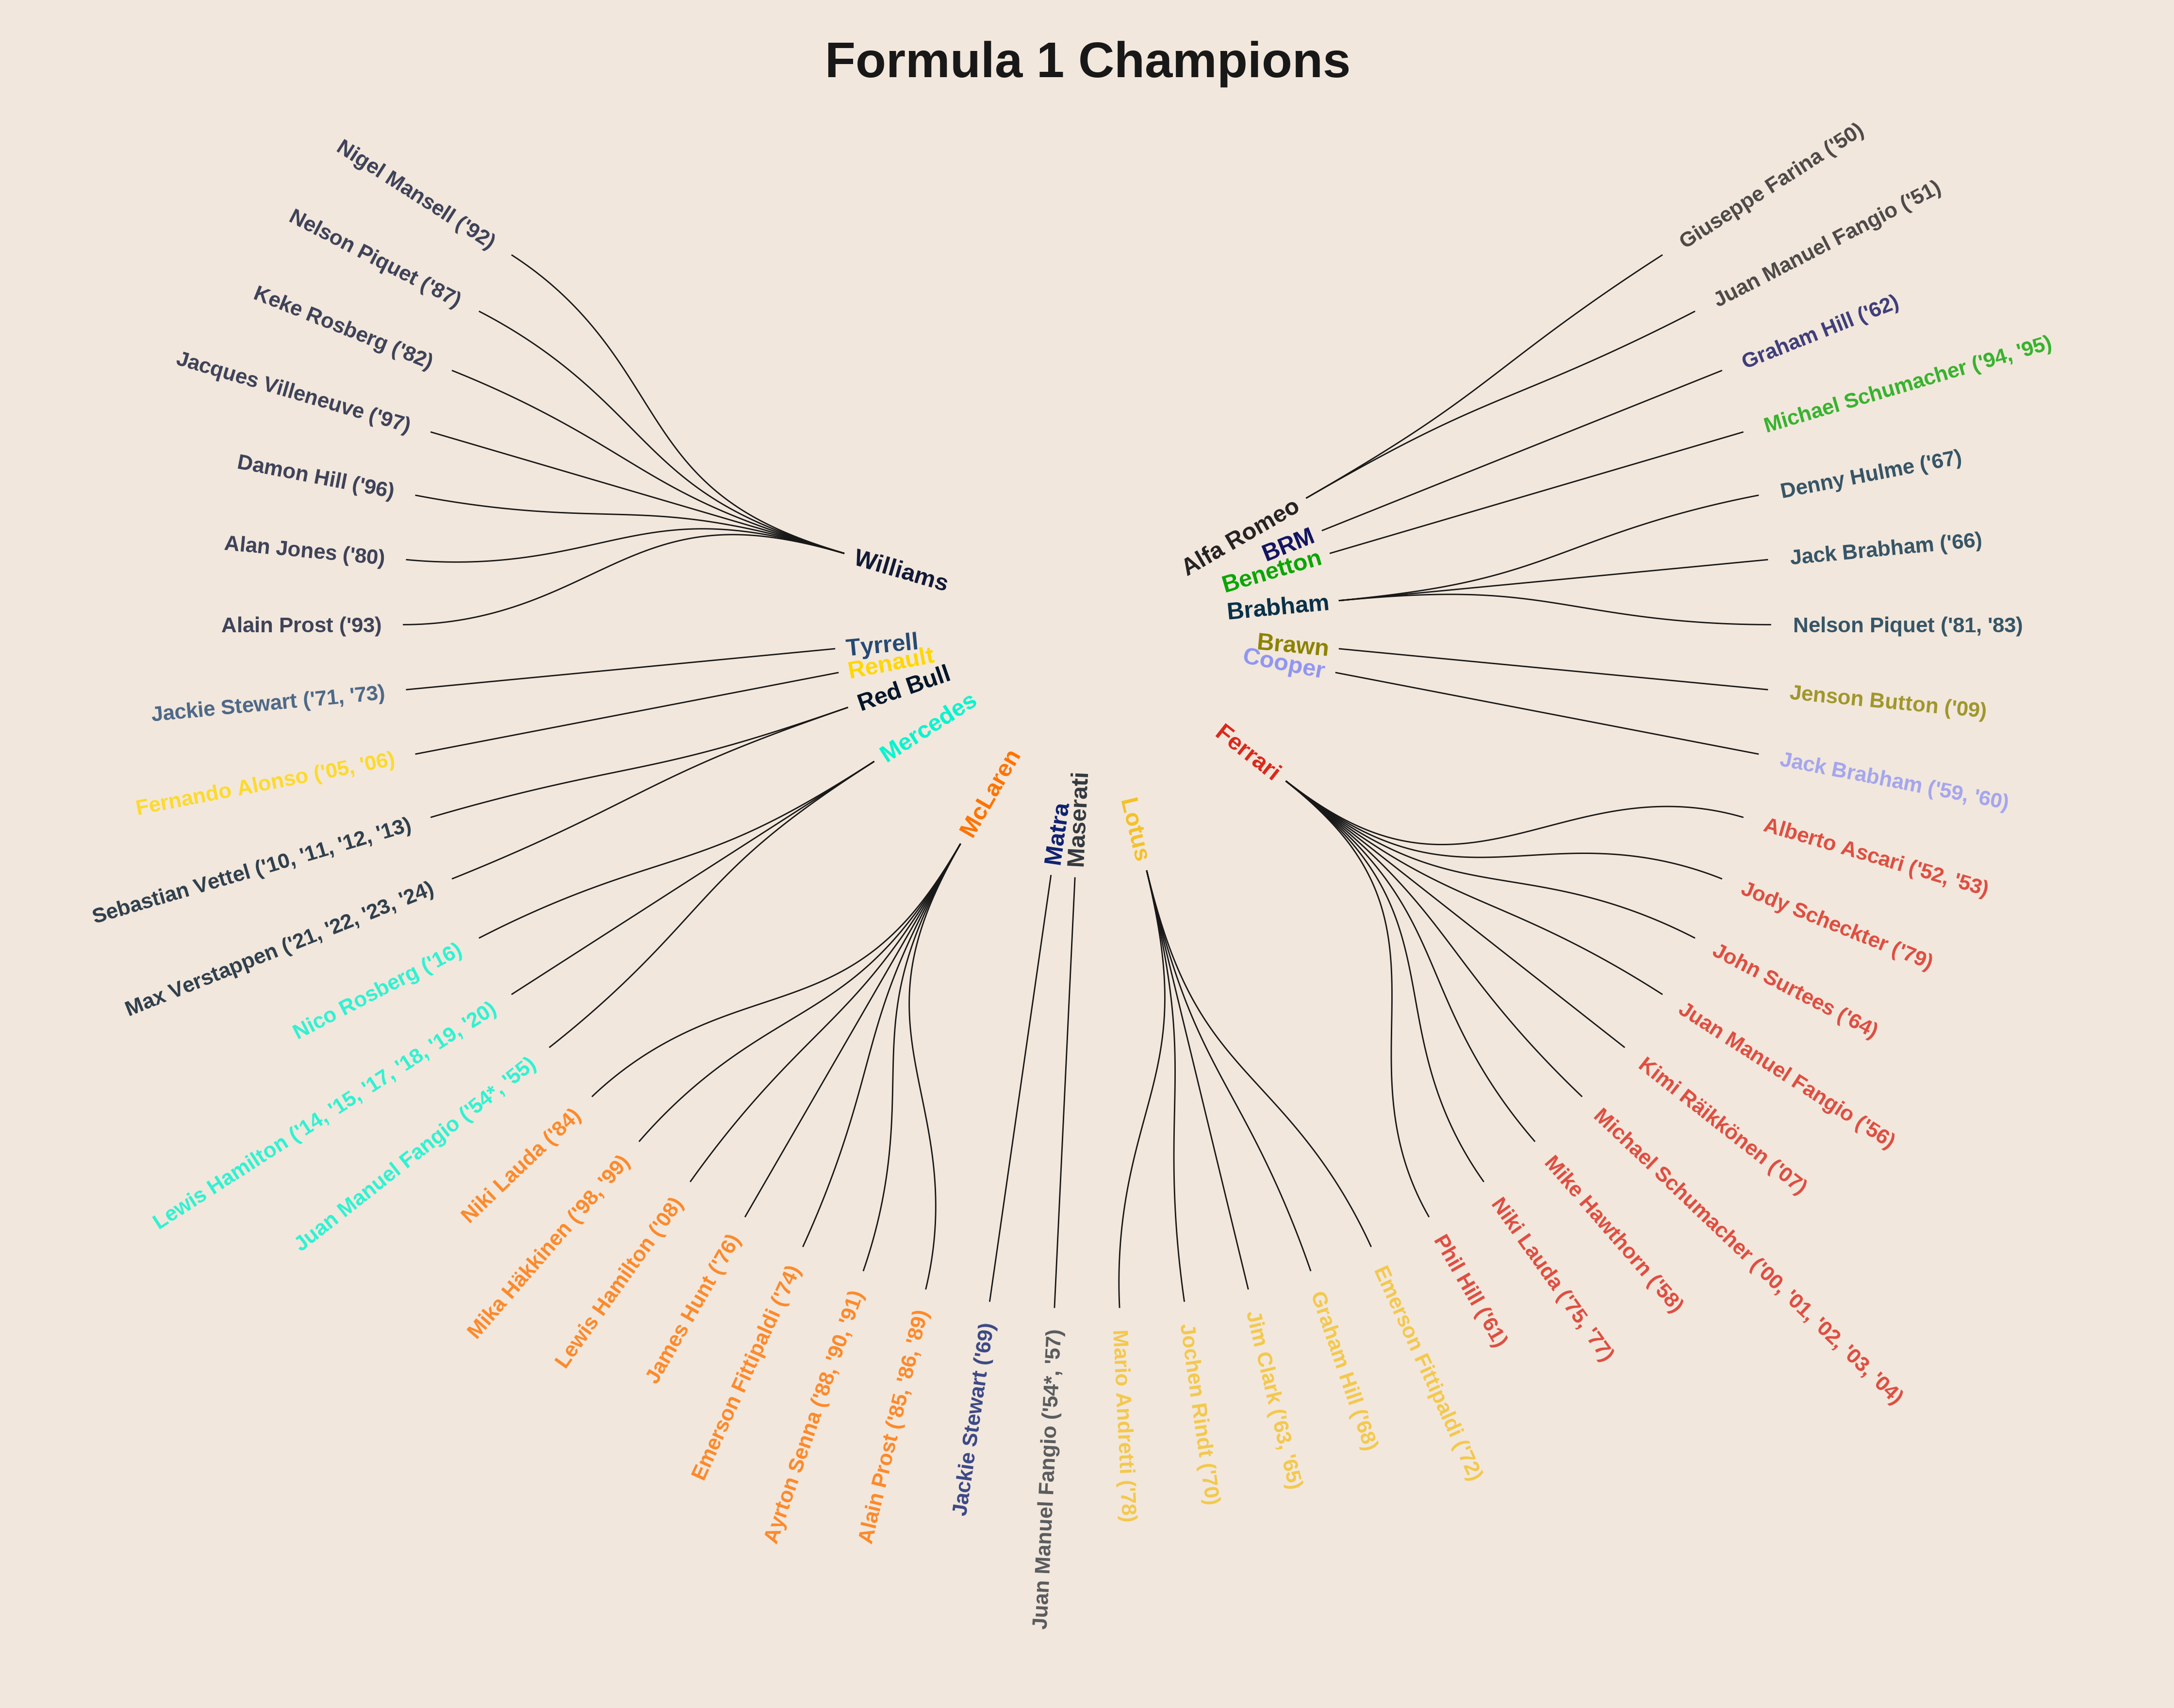 Formula 1 Champions
Alfa Romeo
Giuseppe Farina ('50)
Juan Manuel Fangio ('51)
BRM
Graham Hill ('62)
Benetton
Michael Schumacher ('94, '95)
Brabham
Denny Hulme ('67)
Jack Brabham ('66)
Nelson Piquet ('81, '83)
Brawn
Jenson Button ('09)
Cooper
Jack Brabham ('59, '60)
Ferrari
Alberto Ascari ('52, '53)
Jody Scheckter ('79)
John Surtees ('64)
Juan Manuel Fangio ('56)
Kimi Räikkönen ('07)
Michael Schumacher ('00, '01, '02, '03, '04)
Mike Hawthorn ('58)
Niki Lauda ('75, '77)
Phil Hill ('61)
Lotus
Emerson Fittipaldi ('72)
Graham Hill ('68)
Jim Clark ('63, '65)
Jochen Rindt ('70)
Mario Andretti ('78)
Maserati
Juan Manuel Fangio ('54*, '57)
Matra
Jackie Stewart ('69)
McLaren
Alain Prost ('85, '86, '89)
Ayrton Senna ('88, '90, '91)
Emerson Fittipaldi ('74)
James Hunt ('76)
Lewis Hamilton ('08)
Mika Häkkinen ('98, '99)
Niki Lauda ('84)
Mercedes
Juan Manuel Fangio ('54*, '55)
Lewis Hamilton ('14, '15, '17, '18, '19, '20)
Nico Rosberg ('16)
Red Bull
Max Verstappen ('21, '22, '23, '24)
Sebastian Vettel ('10, '11, '12, '13)
Renault
Fernando Alonso ('05, '06)
Tyrrell
Jackie Stewart ('71, '73)
Williams
Alain Prost ('93)
Alan Jones ('80)
Damon Hill ('96)
Jacques Villeneuve ('97)
Keke Rosberg ('82)
Nelson Piquet ('87)
Nigel Mansell ('92)